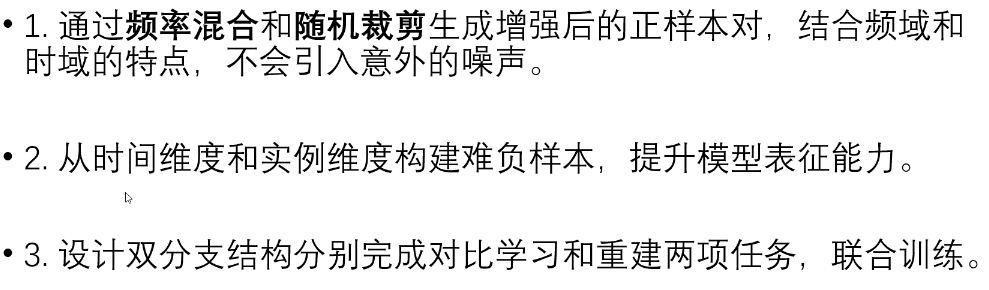 • 1. 通过频率混合和随机裁剪生成增强后的正样本对，结合频域和
时域的特点，不会引入意外的噪声。
• 2. 从时间维度和实例维度构建难负样本，提升模型表征能力。
• 3. 设计双分支结构分别完成对比学习和重建两项任务，联合训练。